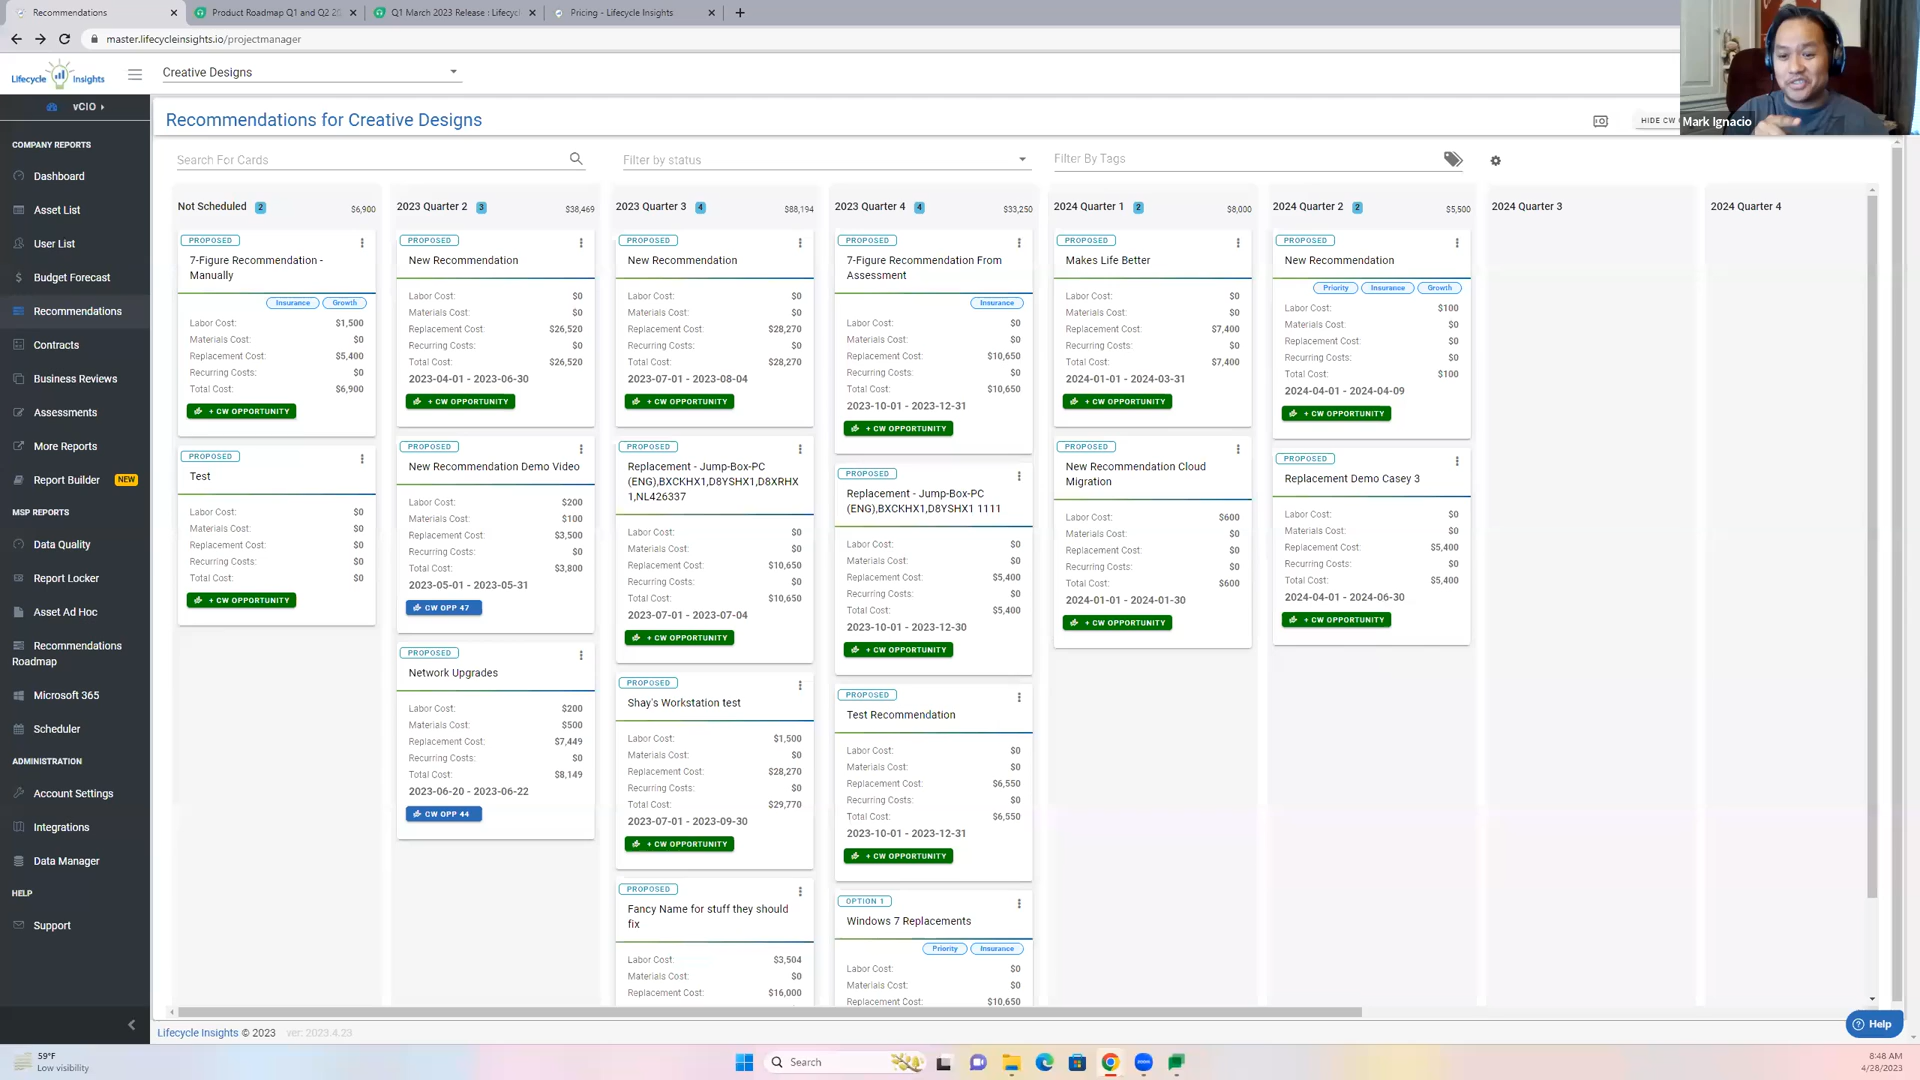 Recommendations
Product Roadmap Q1 and Q2 20
Q1 March 2023 Release : Lifecycl
Pricing - Lifecycle Insights
master.lifecycleinsights.io/projectmanager
Lifecycle Insights
Creative Designs
Mark Ignacio
vCIO
COMPANY REPORTS
Dashboard
Asset List
User List
Budget Forecast
Recommendations
Contracts
Business Reviews
Assessments
More Reports
Report Builder NEW
MSP REPORTS
Data Quality
Report Locker
Asset Ad Hoc
Recommendations
Roadmap
Microsoft 365
Scheduler
ADMINISTRATION
Account Settings
Integrations
Data Manager
HELP
Support
Recommendations for Creative Designs
HIDE CW
Search For Cards
Filter by status
Filter By Tags
Not Scheduled 2 $6,900
PROPOSED
7-Figure Recommendation -
Manually
Insurance Growth
Labor Cost: $1,500
Materials Cost: $0
Replacement Cost: $5,400
Recurring Costs: $0
Total Cost: $6,900
+ CW OPPORTUNITY
PROPOSED
Test
Labor Cost: $0
Materials Cost: $0
Replacement Cost: $0
Recurring Costs: $0
Total Cost: $0
+ CW OPPORTUNITY
2023 Quarter 2 3 $38,469
PROPOSED
New Recommendation
Labor Cost: $0
Materials Cost: $0
Replacement Cost: $26,520
Recurring Costs: $0
Total Cost: $26,520
2023-04-01 - 2023-06-30
+ CW OPPORTUNITY
PROPOSED
New Recommendation Demo Video
Labor Cost: $200
Materials Cost: $100
Replacement Cost: $3,500
Recurring Costs: $0
Total Cost: $3,800
2023-05-01 - 2023-05-31
CW OPP 47
PROPOSED
Network Upgrades
Labor Cost: $200
Materials Cost: $500
Replacement Cost: $7,449
Recurring Costs: $0
Total Cost: $8,149
2023-06-20 - 2023-06-22
CW OPP 44
2023 Quarter 3 4 $88,194
PROPOSED
New Recommendation
Labor Cost: $0
Materials Cost: $0
Replacement Cost: $28,270
Recurring Costs: $0
Total Cost: $28,270
2023-07-01 - 2023-08-04
+ CW OPPORTUNITY
PROPOSED
Replacement - Jump-Box-PC
(ENG),BXCKHX1,D8YSHX1,D8XRHX
1,NL426337
Labor Cost: $0
Materials Cost: $0
Replacement Cost: $10,650
Recurring Costs: $0
Total Cost: $10,650
2023-07-01 - 2023-07-04
+ CW OPPORTUNITY
PROPOSED
Shay's Workstation test
Labor Cost: $1,500
Materials Cost: $0
Replacement Cost: $28,270
Recurring Costs: $0
Total Cost: $29,770
2023-07-01 - 2023-09-30
+ CW OPPORTUNITY
PROPOSED
Fancy Name for stuff they should
fix
Labor Cost: $3,504
Materials Cost: $0
Replacement Cost: $16,000
2023 Quarter 4 4 $33,250
PROPOSED
7-Figure Recommendation From
Assessment
Insurance
Labor Cost: $0
Materials Cost: $0
Replacement Cost: $10,650
Recurring Costs: $0
Total Cost: $10,650
2023-10-01 - 2023-12-31
+ CW OPPORTUNITY
PROPOSED
Replacement - Jump-Box-PC
(ENG),BXCKHX1,D8YSHX1 1111
Labor Cost: $0
Materials Cost: $0
Replacement Cost: $5,400
Recurring Costs: $0
Total Cost: $5,400
2023-10-01 - 2023-12-30
+ CW OPPORTUNITY
PROPOSED
Test Recommendation
Labor Cost: $0
Materials Cost: $0
Replacement Cost: $6,550
Recurring Costs: $0
Total Cost: $6,550
2023-10-01 - 2023-12-31
+ CW OPPORTUNITY
OPTION 1
Windows 7 Replacements
Priority Insurance
Labor Cost: $0
Materials Cost: $0
Replacement Cost: $10,650
2024 Quarter 1 2 $8,000
PROPOSED
Makes Life Better
Labor Cost: $0
Materials Cost: $0
Replacement Cost: $7,400
Recurring Costs: $0
Total Cost: $7,400
2024-01-01 - 2024-03-31
+ CW OPPORTUNITY
PROPOSED
New Recommendation Cloud
Migration
Labor Cost: $600
Materials Cost: $0
Replacement Cost: $0
Recurring Costs: $0
Total Cost: $600
2024-01-01 - 2024-01-30
+ CW OPPORTUNITY
2024 Quarter 2 2 $5,500
PROPOSED
New Recommendation
Priority Insurance Growth
Labor Cost: $100
Materials Cost: $0
Replacement Cost: $0
Recurring Costs: $0
Total Cost: $100
2024-04-01 - 2024-04-09
+ CW OPPORTUNITY
PROPOSED
Replacement Demo Casey 3
Labor Cost: $0
Materials Cost: $0
Replacement Cost: $5,400
Recurring Costs: $0
Total Cost: $5,400
2024-04-01 - 2024-06-30
+ CW OPPORTUNITY
2024 Quarter 3
2024 Quarter 4
Lifecycle Insights © 2023 ver: 2023.4.23
Help
59°F
Low visibility
Search
8:48 AM
4/28/2023